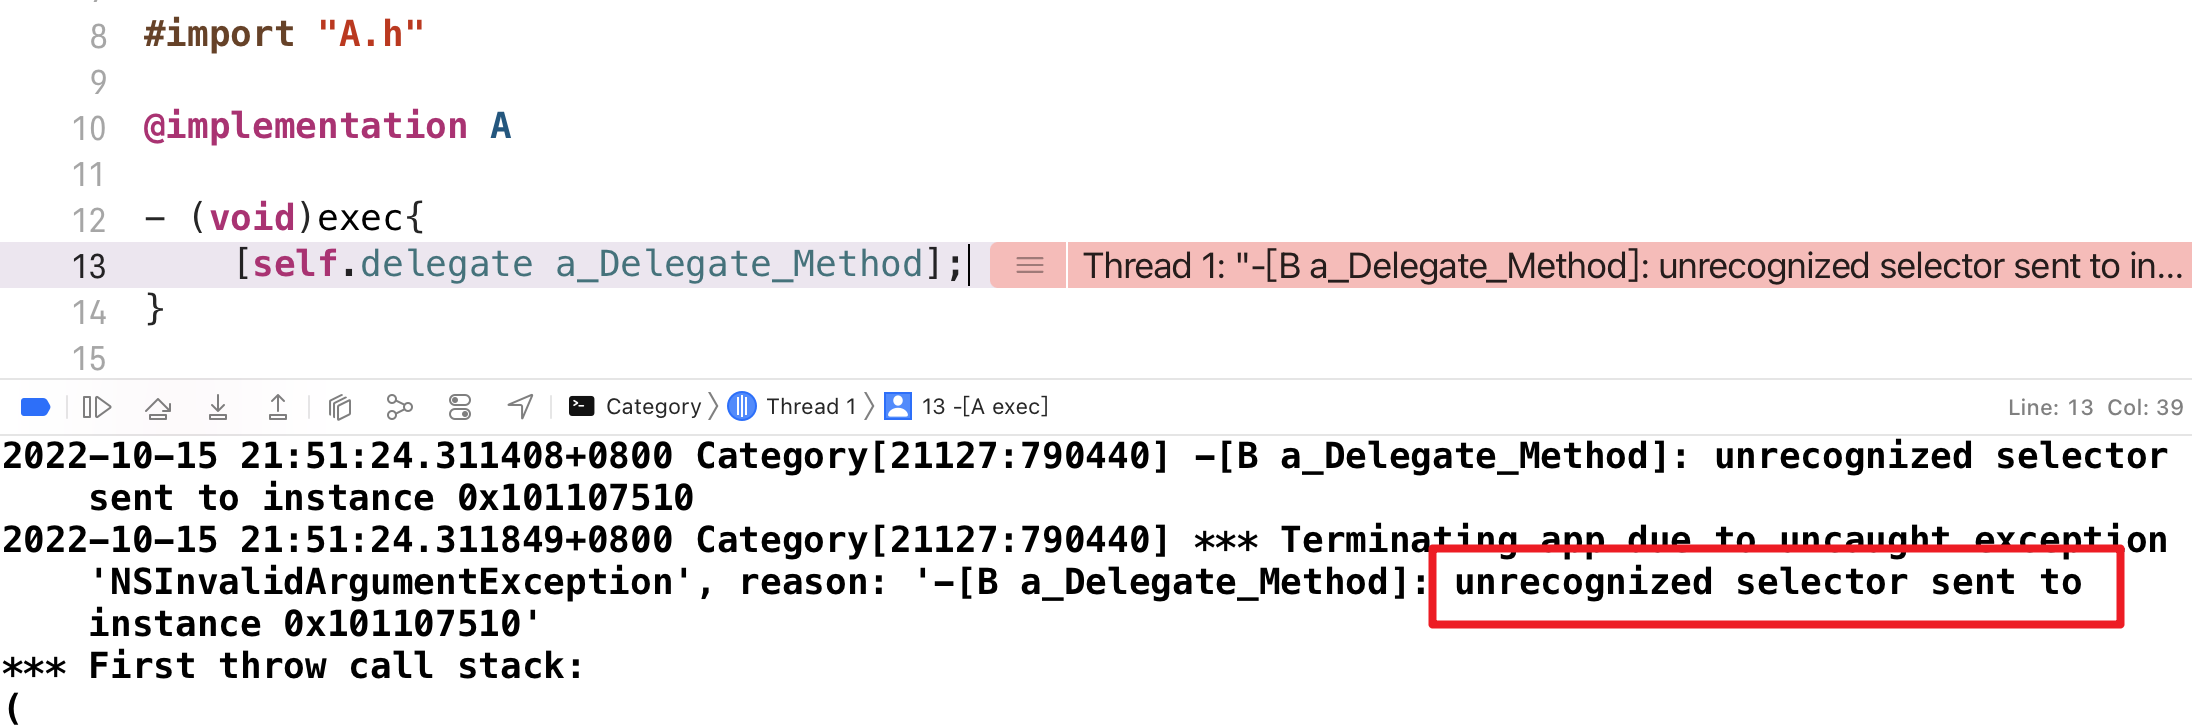 8 #import "A.h"
9
10 @implementation A
11
12 - (void)exec{
13 [self.delegate a_Delegate_Method]; Thread 1: "-[B a_Delegate_Method]: unrecognized selector sent to in...
14 }
15
Category Thread 1 13 -[A exec] Line: 13 Col: 39
2022-10-15 21:51:24.311408+0800 Category[21127:790440] -[B a_Delegate_Method]: unrecognized selector
sent to instance 0x101107510
2022-10-15 21:51:24.311849+0800 Category[21127:790440] *** Terminating app due to uncaught exception
'NSInvalidArgumentException', reason: '-[B a_Delegate_Method]: unrecognized selector sent to
instance 0x101107510'
*** First throw call stack:
(